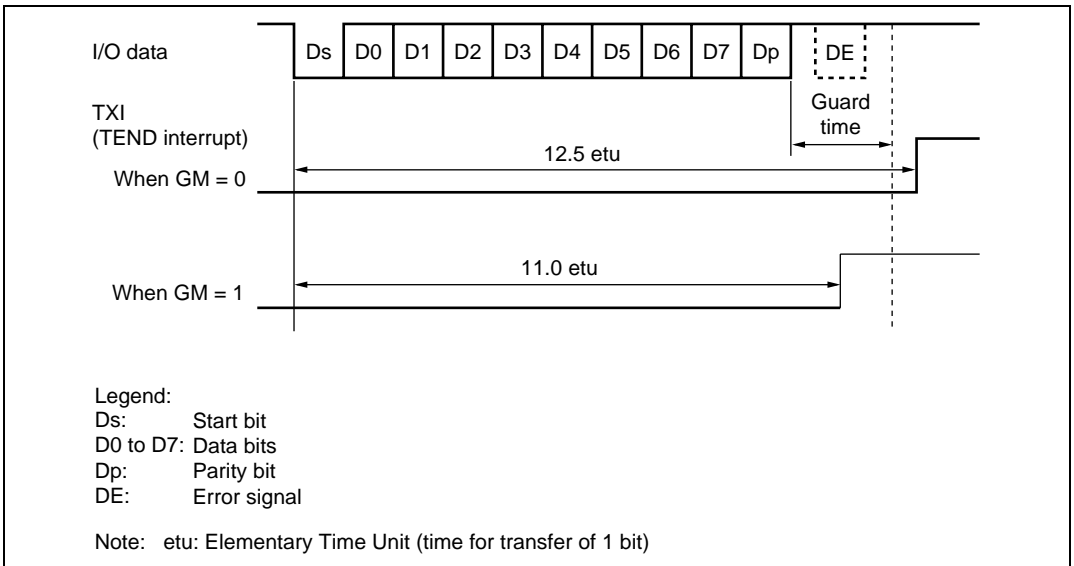 I/O data
Ds D0 D1 D2 D3 D4 D5 D6 D7 Dp DE
Guard
time
TXI
(TEND interrupt)
12.5 etu
When GM = 0
11.0 etu
When GM = 1
Legend:
Ds: Start bit
D0 to D7: Data bits
Dp: Parity bit
DE: Error signal
Note: etu: Elementary Time Unit (time for transfer of 1 bit)